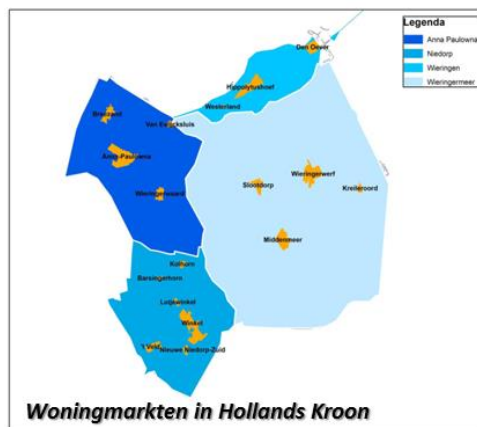 Legenda
Anna Paulowna
Niedorp
Wieringen
Wieringermeer
Den Oever
Hippolytushoef
Westerland
Breezand
Van Ewijcksluis
Anna-Paulowna
Wieringerwaard
Slootdorp
Wieringerwerf
Kreileroord
Middenmeer
Kolhorn
Barsingerhorn
Lutjewinkel
Winkel
't Veld
Nieuwe Niedorp-Zuid
Woningmarkten in Hollands Kroon